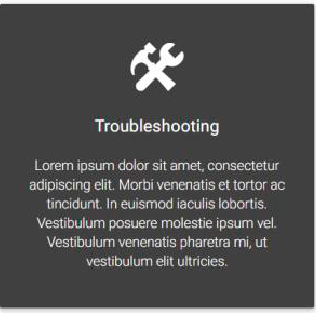 Troubleshooting
Lorem ipsum dolor sit amet, consectetur
adipiscing elit. Morbi venenatis et tortor ac
tincidunt. In euismod iaculis lobortis.
Vestibulum posuere molestie ipsum vel.
Vestibulum venenatis pharetra mi, ut
vestibulum elit ultricies.